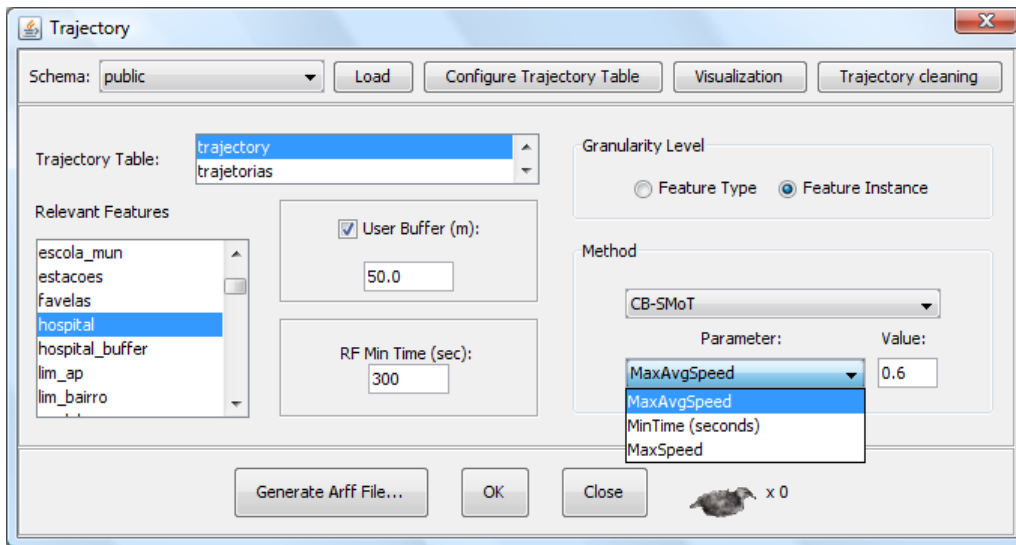 Trajectory
Schema: public Load Configure Trajectory Table Visualization Trajectory cleaning
Trajectory Table:
trajectory
trajetorias
Granularity Level
Feature Type Feature Instance
Relevant Features
escola_mun
estacoes
favelas
hospital
hospital_buffer
lim_ap
lim_bairro
User Buffer (m):
50.0
RF Min Time (sec):
300
Method
CB-SMoT
Parameter: Value:
MaxAvgSpeed 0.6
MaxAvgSpeed
MinTime (seconds)
MaxSpeed
Generate Arff File... OK Close x 0